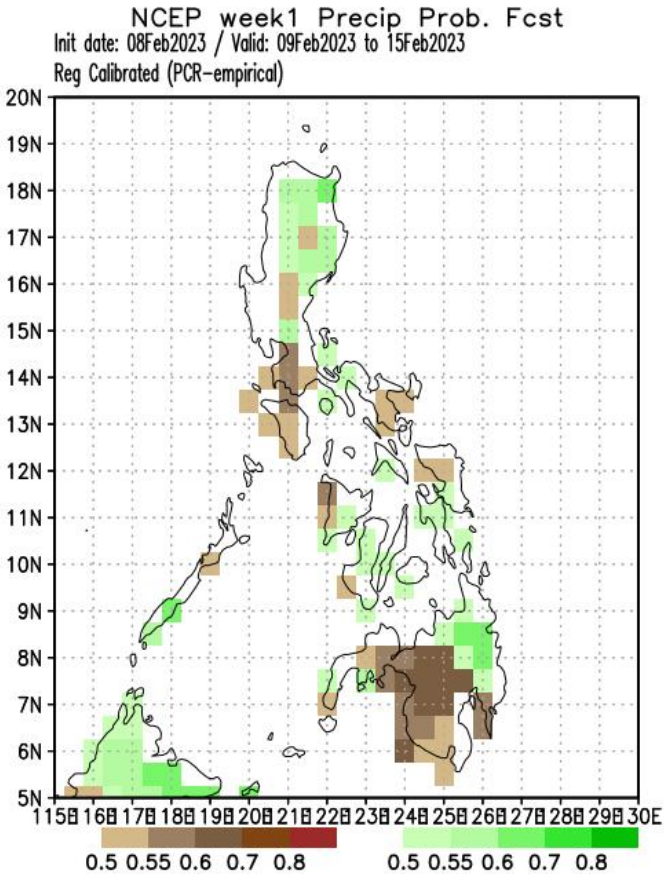 NCEP week1 Precip Prob. Fcst
Init date: 08Feb2023 / Valid: 09Feb2023 to 15Feb2023
Reg Calibrated (PCR-empirical)
20N
19N
18N
17N
16N
15N
14N
13N
12N
11N
10N
9N
8N
7N
6N
5N
115E 116E 117E 118E 119E 120E 121E 122E 123E 124E 125E 126E 127E 128E 129E 130E
0.5 0.55 0.6 0.7 0.8 0.5 0.55 0.6 0.7 0.8